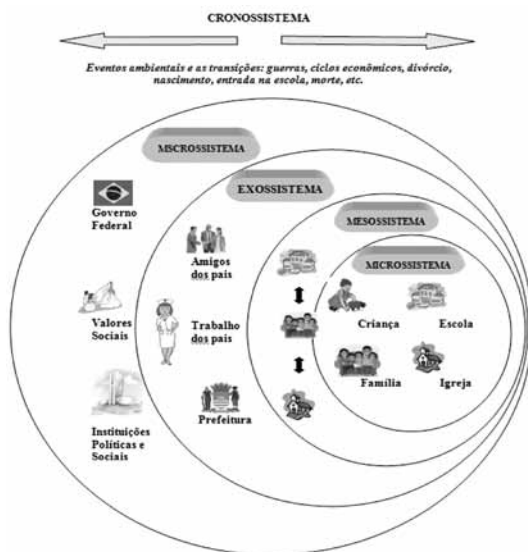 CRONOSSISTEMA
Eventos ambientais e as transições: guerras, ciclos econômicos, divórcio,
nascimento, entrada na escola, morte, etc.
MSCROSSISTEMA
EXOSSISTEMA
MESOSSISTEMA
MICROSSISTEMA
Governo
Federal
Amigos
dos pais
Criança
Escola
Valores
Sociais
Trabalho
dos pais
Família
Igreja
Prefeitura
Instituições
Políticas e
Sociais